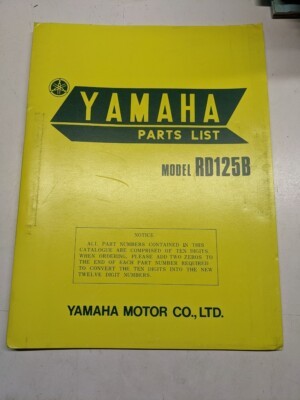 YAMAHA
PARTS LIST
MODEL RD125B
NOTICE
ALL PART NUMBERS CONTAINED IN THIS
CATALOGUE ARE COMPRISED OF TEN DIGITS
WHEN ORDERING, PLEASE ADD TWO ZEROS TO
THE END OF EACH PART NUMBER REQUIRED
TO CONVERT THE TEN DIGITS INTO THE NEW
TWELVE DIGIT NUMBERS.
YAMAHA MOTOR CO., LTD.